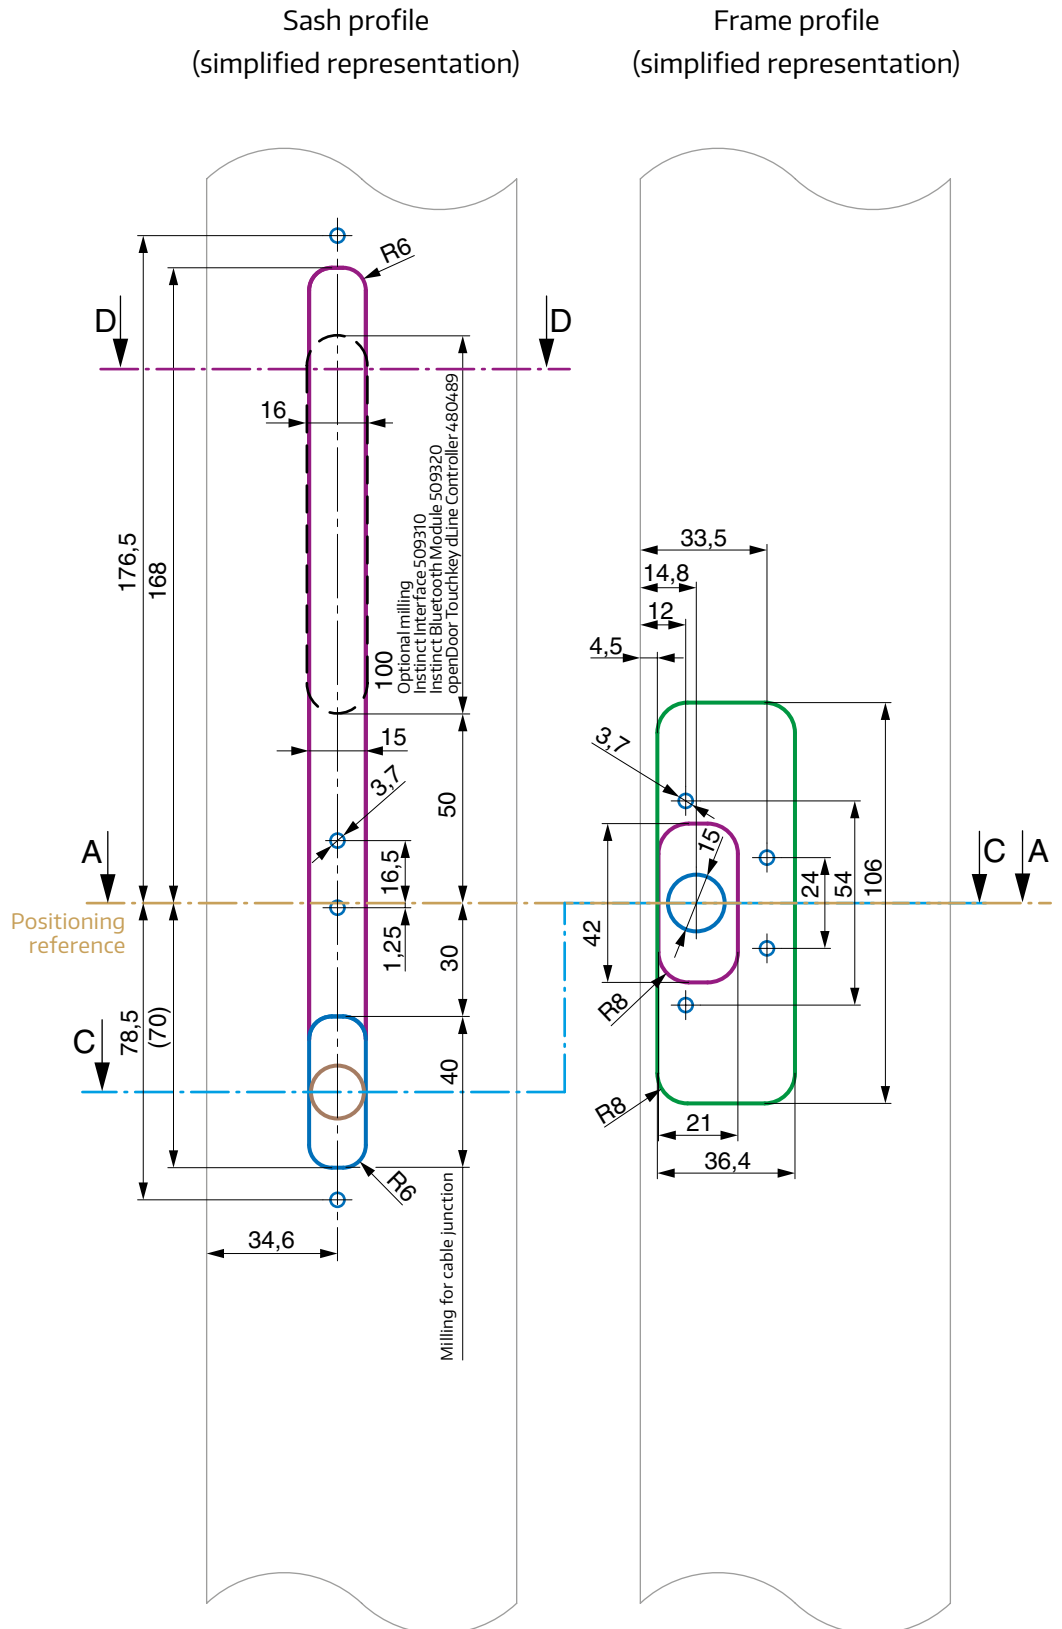 Sash profile
(simplified representation)
Frame profile
(simplified representation)
R6
D
D
16
176,5
168
100
Optional milling
Instinct Interface 509310
Instinct Bluetooth Module 509320
openDoor Touchkey dLine Controller 480489
15
3,7
50
16,5
A
Positioning
reference
1,25
30
78,5
(70)
C
40
R6
34,6
Milling for cable junction
33,5
14,8
12
4,5
3,7
15
C
A
24
54
106
42
R8
R8
21
36,4